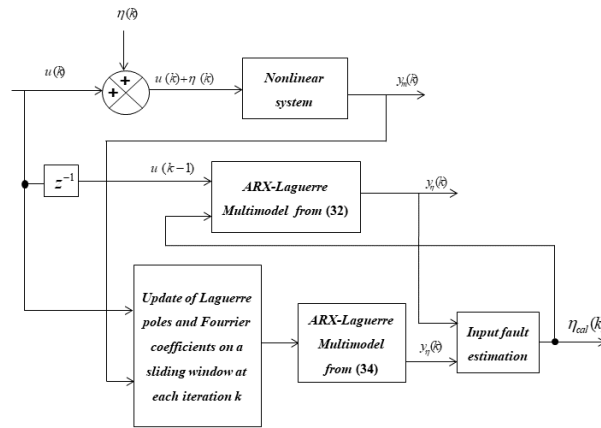 η(k)
u(k)
+
+
u(k)+η(k)
Nonlinear
system
y_m(k)
z⁻¹
u(k−1)
ARX-Laguerre
Multimodel from (32)
y_η(k)
Update of Laguerre
poles and Fourrier
coefficients on a
sliding window at
each iteration k
ARX-Laguerre
Multimodel
from (34)
y_η(k)
Input fault
estimation
η_cal(k